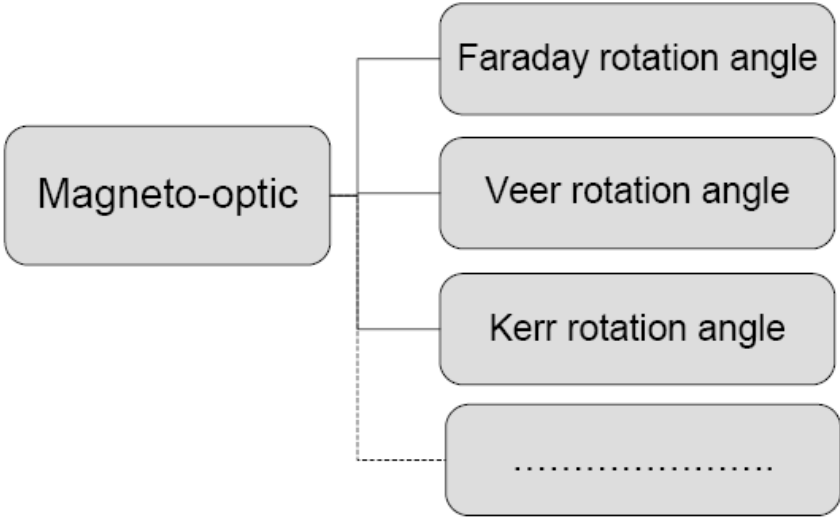 Faraday rotation angle
Magneto-optic
Veer rotation angle
Kerr rotation angle
......................